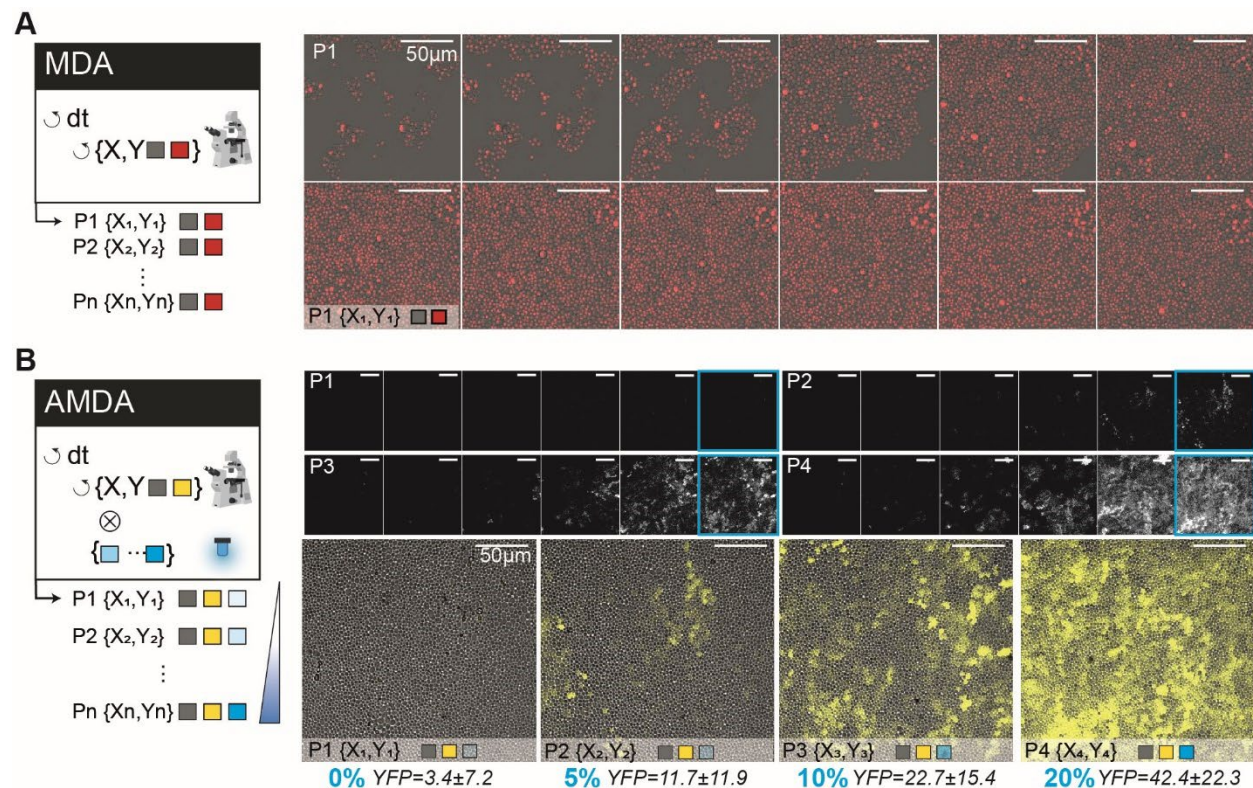 A
MDA
dt
{X,Y }
P1 {X₁,Y₁}
P2 {X₂,Y₂}
⋮
Pn {Xn,Yn}
P1
50μm
P1 {X₁,Y₁}
B
AMDA
dt
{X,Y }
{ ... }
P1 {X₁,Y₁}
P2 {X₂,Y₂}
⋮
Pn {Xn,Yn}
P1
P2
P3
P4
50μm
P1 {X₁,Y₁}
P2 {X₂,Y₂}
P3 {X₃,Y₃}
P4 {X₄,Y₄}
0% YFP=3.4±7.2
5% YFP=11.7±11.9
10% YFP=22.7±15.4
20% YFP=42.4±22.3